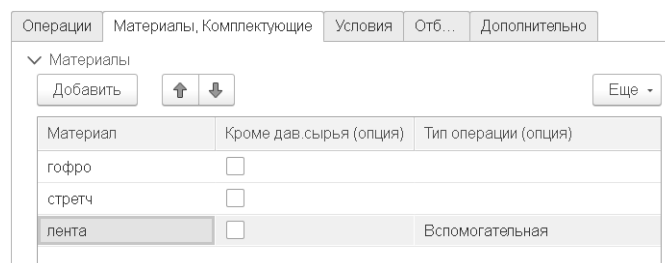 Операции Материалы, Комплектующие Условия Отб... Дополнительно
Материалы
Добавить Еще
Материал Кроме дав.сырья (опция) Тип операции (опция)
гофро
стретч
лента Вспомогательная